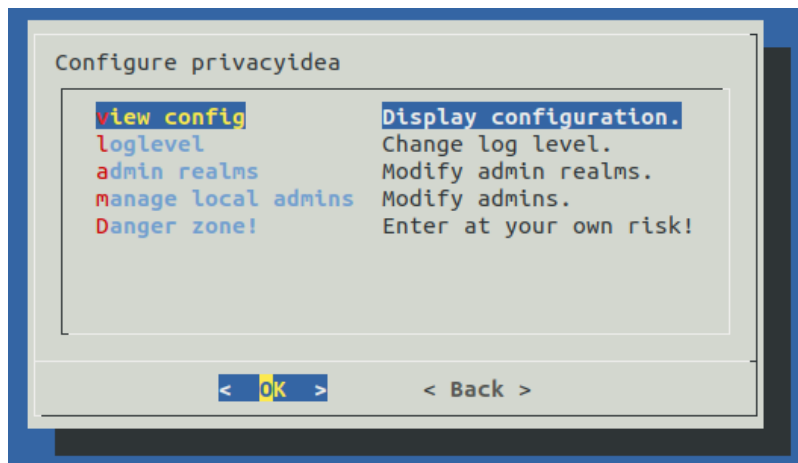 Configure privacyidea
view config Display configuration.
loglevel Change log level.
admin realms Modify admin realms.
manage local admins Modify admins.
Danger zone! Enter at your own risk!
< OK > < Back >